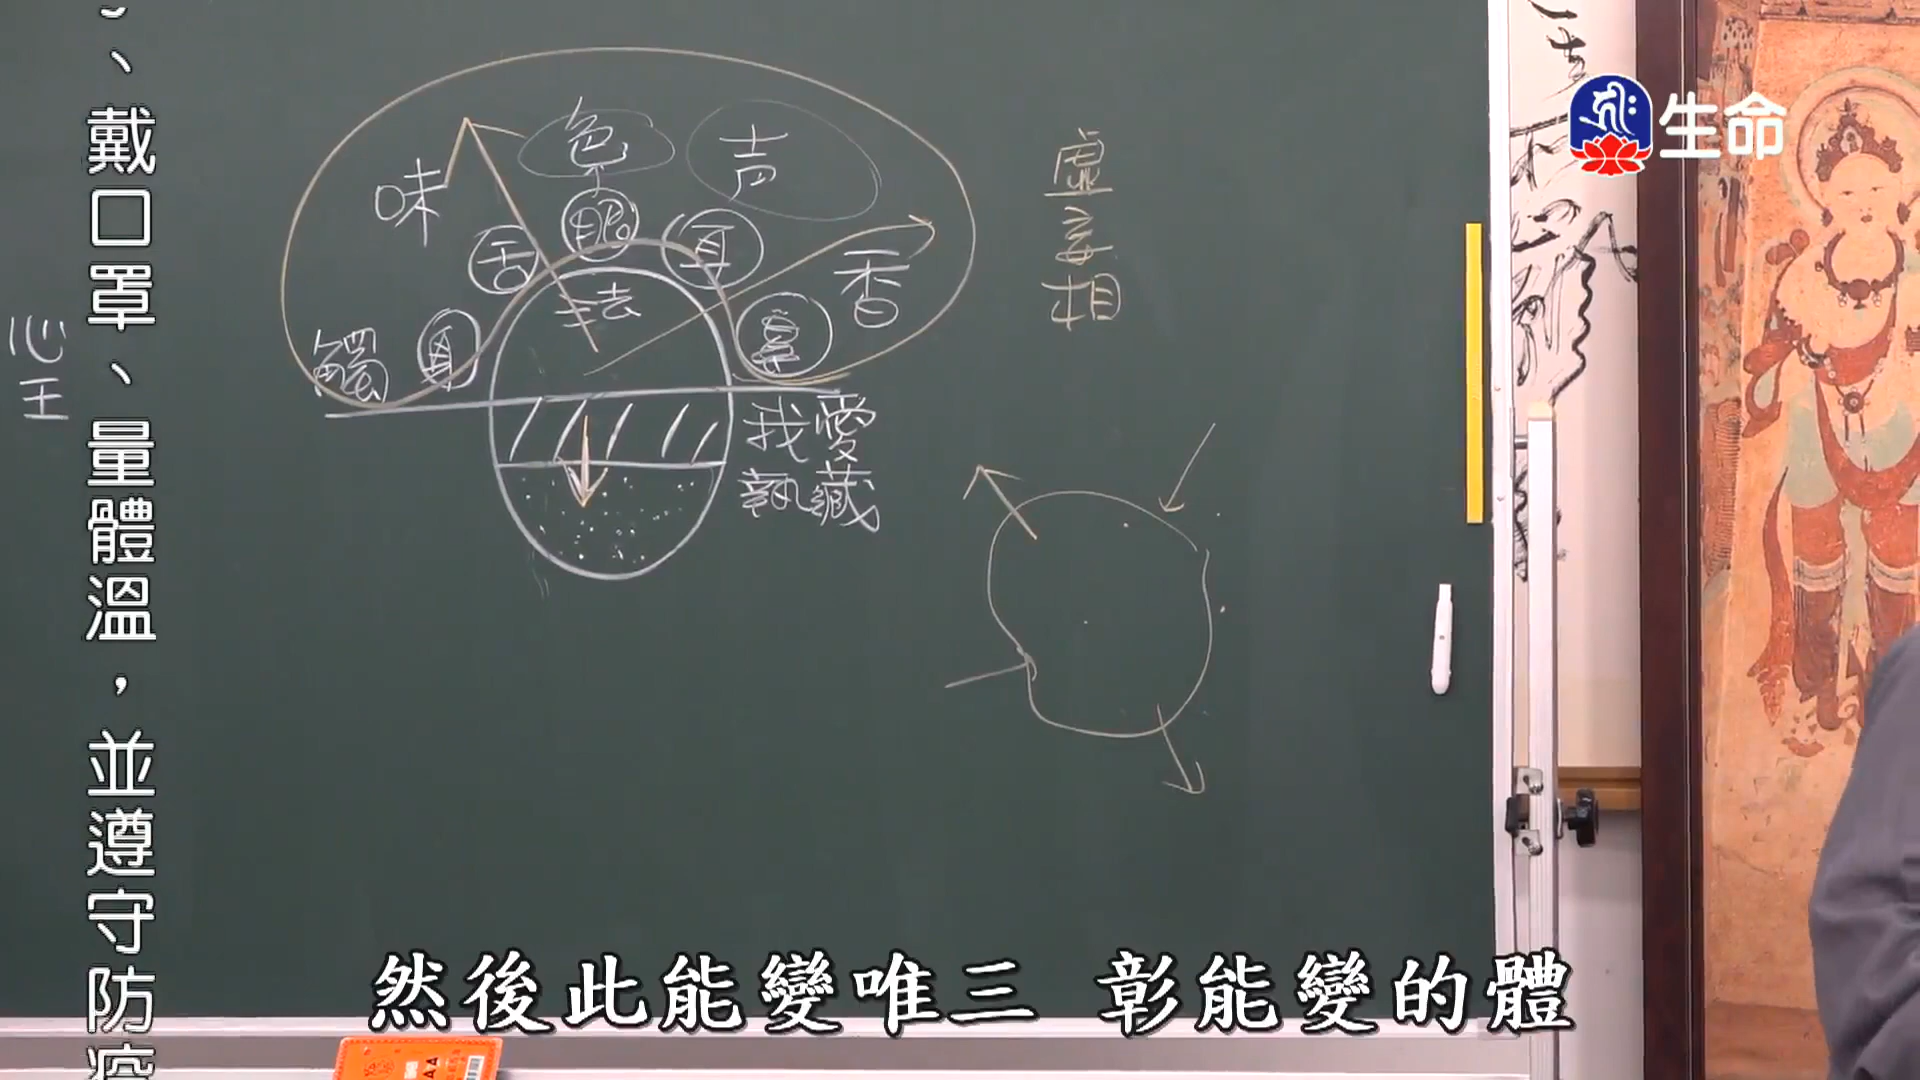 、戴口罩、量體溫，並遵守防疫
心王
色
声
味
眼
舌
耳
香
法
鼻
觸
身
我愛
執藏
虛妄相
生命
然後此能變唯三 彰能變的體